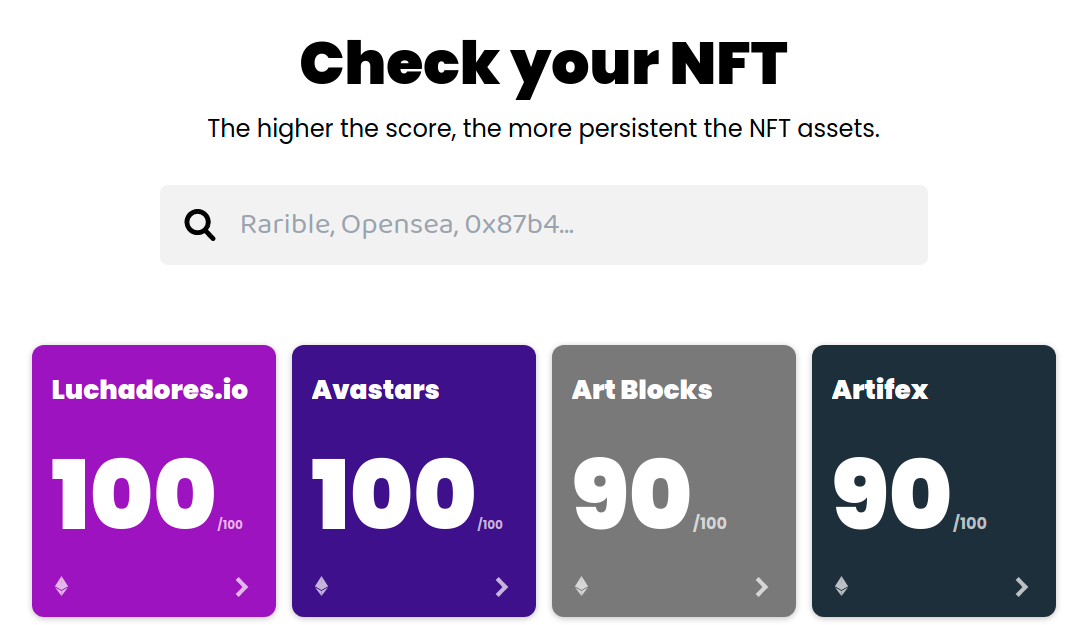 Check your NFT
The higher the score, the more persistent the NFT assets.
Rarible, Opensea, 0x87b4...
Luchadores.io
100/100
Avastars
100/100
Art Blocks
90/100
Artifex
90/100